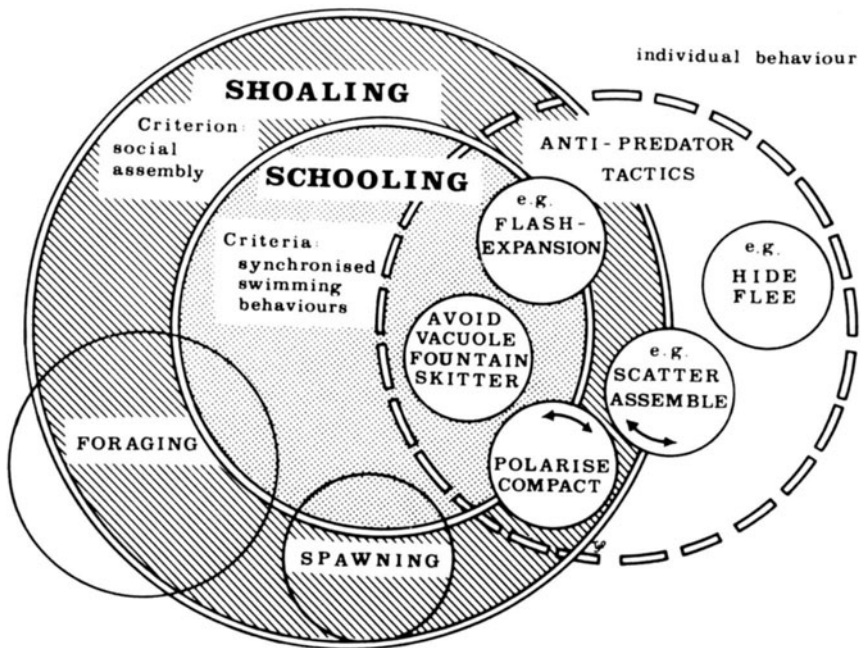 individual behaviour
SHOALING
Criterion:
social
assembly
ANTI-PREDATOR
TACTICS
SCHOOLING
e.g.
FLASH-
EXPANSION
Criteria:
synchronised
swimming
behaviours
e.g.
HIDE
FLEE
AVOID
VACUOLE
FOUNTAIN
SKITTER
e.g.
SCATTER
ASSEMBLE
FORAGING
POLARISE
COMPACT
SPAWNING